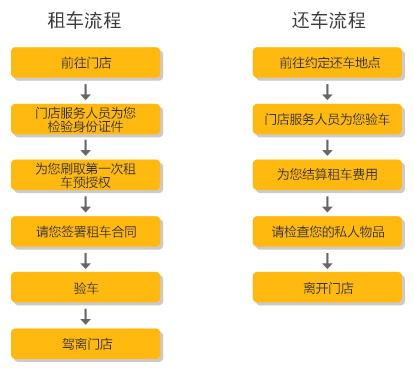 租车流程
前往门店
门店服务人员为您
检验身份证件
为您刷取第一次租
车预授权
请您签署租车合同
验车
驾离门店
还车流程
前往约定还车地点
门店服务人员为您验车
为您结算租车费用
请检查您的私人物品
离开门店